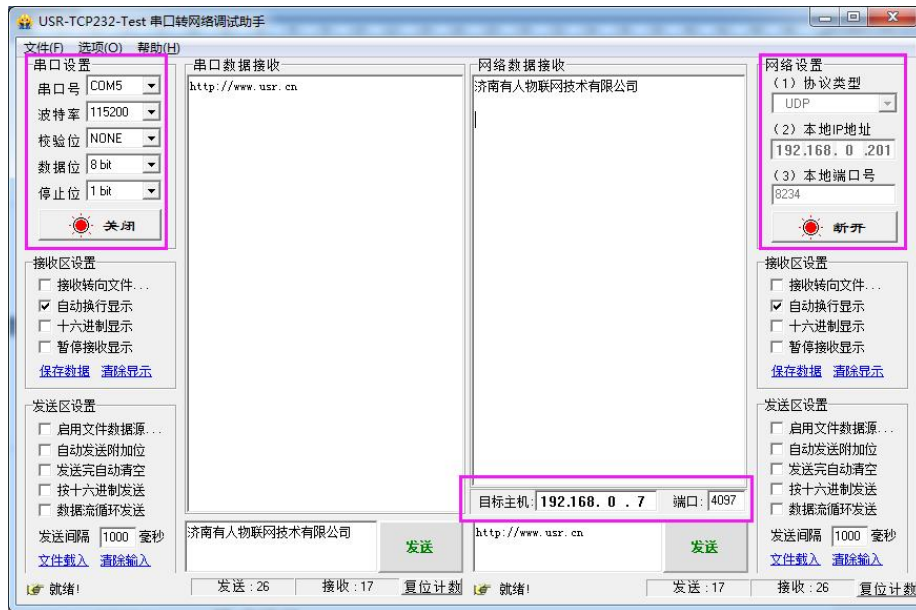 USR-TCP232-Test 串口转网络调试助手
文件(F) 选项(O) 帮助(H)
串口设置
串口号 COM5
波特率 115200
校验位 NONE
数据位 8 bit
停止位 1 bit
关闭
接收区设置
接收转向文件...
自动换行显示
十六进制显示
暂停接收显示
保存数据 清除显示
发送区设置
启用文件数据源...
自动发送附加位
发送完自动清空
按十六进制发送
数据流循环发送
发送间隔 1000 毫秒
文件载入 清除输入
串口数据接收
http://www.usr.cn
济南有人物联网技术有限公司
发送
网络数据接收
济南有人物联网技术有限公司
目标主机: 192.168. 0 . 7 端口: 4097
http://www.usr.cn
发送
网络设置
(1) 协议类型
UDP
(2) 本地IP地址
192.168. 0 .201
(3) 本地端口号
8234
断开
接收区设置
接收转向文件...
自动换行显示
十六进制显示
暂停接收显示
保存数据 清除显示
发送区设置
启用文件数据源...
自动发送附加位
发送完自动清空
按十六进制发送
数据流循环发送
发送间隔 1000 毫秒
文件载入 清除输入
就绪! 发送:26 接收:17 复位计数
就绪! 发送:17 接收:26 复位计数